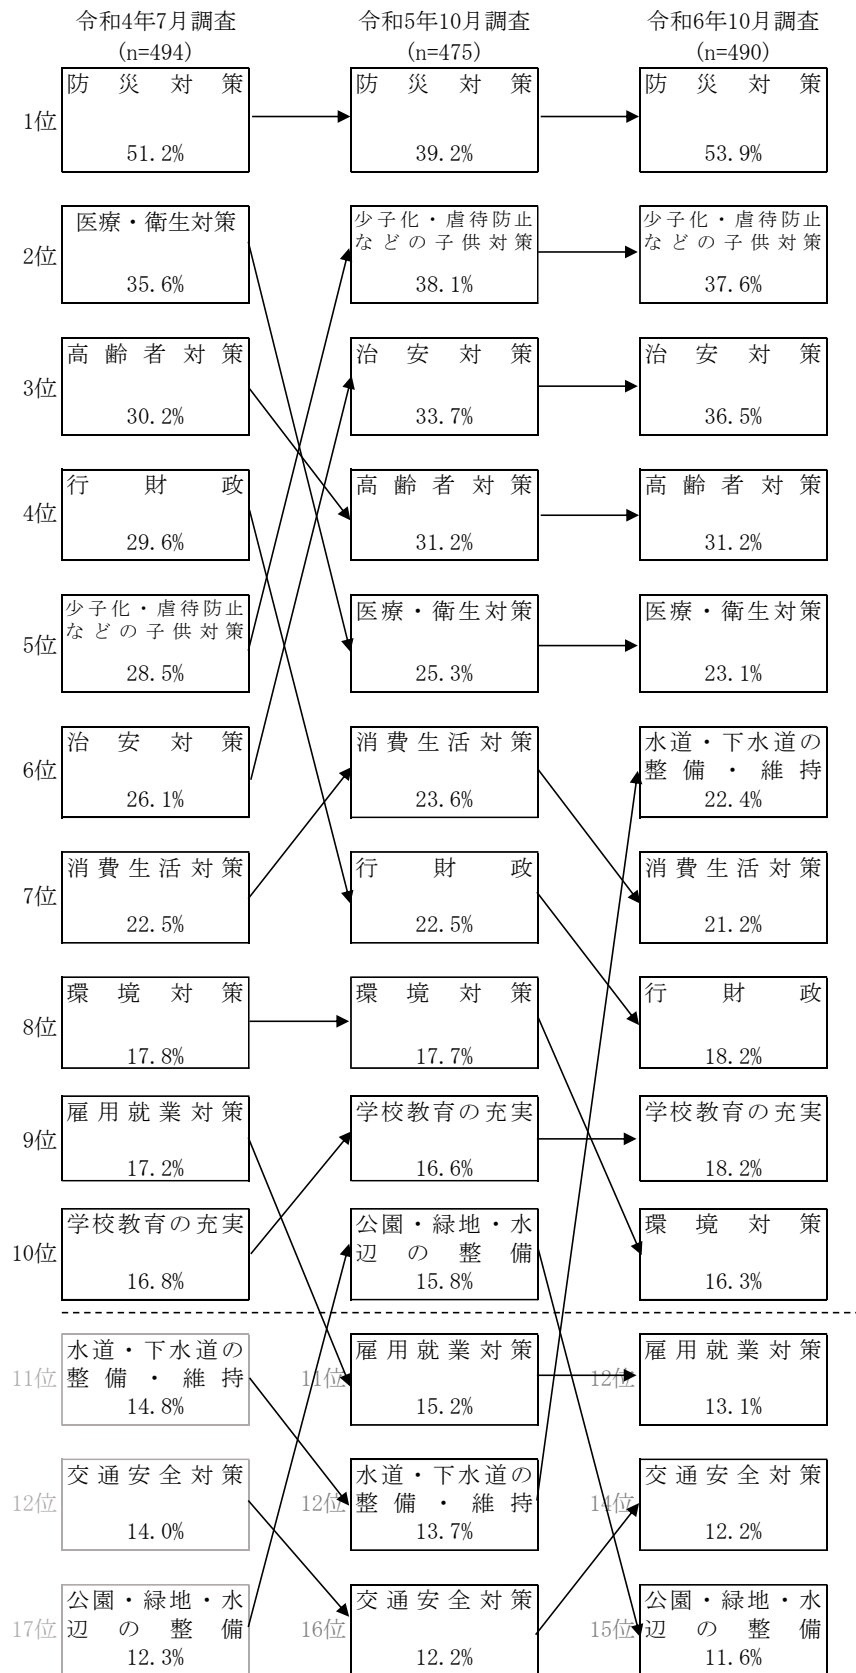 令和4年7月調査 令和5年10月調査 令和6年10月調査
(n=494) (n=475) (n=490)
防災対策 防災対策 防災対策
1位
51.2% 39.2% 53.9%
医療・衛生対策 少子化・虐待防止 少子化・虐待防止
などの子供対策 などの子供対策
2位
35.6% 38.1% 37.6%
高齢者対策 治安対策 治安対策
3位
30.2% 33.7% 36.5%
行財政 高齢者対策 高齢者対策
4位
29.6% 31.2% 31.2%
少子化・虐待防止 医療・衛生対策 医療・衛生対策
などの子供対策
5位
28.5% 25.3% 23.1%
治安対策 消費生活対策 水道・下水道の
整備・維持
6位
26.1% 23.6% 22.4%
消費生活対策 行財政 消費生活対策
7位
22.5% 22.5% 21.2%
環境対策 環境対策 行財政
8位
17.8% 17.7% 18.2%
雇用就業対策 学校教育の充実 学校教育の充実
9位
17.2% 16.6% 18.2%
学校教育の充実 公園・緑地・水 環境対策
辺の整備
10位
16.8% 15.8% 16.3%
水道・下水道の 雇用就業対策 雇用就業対策
11位 整備・維持 11位 12位
14.8% 15.2% 13.1%
交通安全対策 水道・下水道の 交通安全対策
12位 12位 整備・維持 14位
14.0% 13.7% 12.2%
公園・緑地・水 交通安全対策 公園・緑地・水
17位 辺の整備 16位 15位 辺の整備
12.3% 12.2% 11.6%